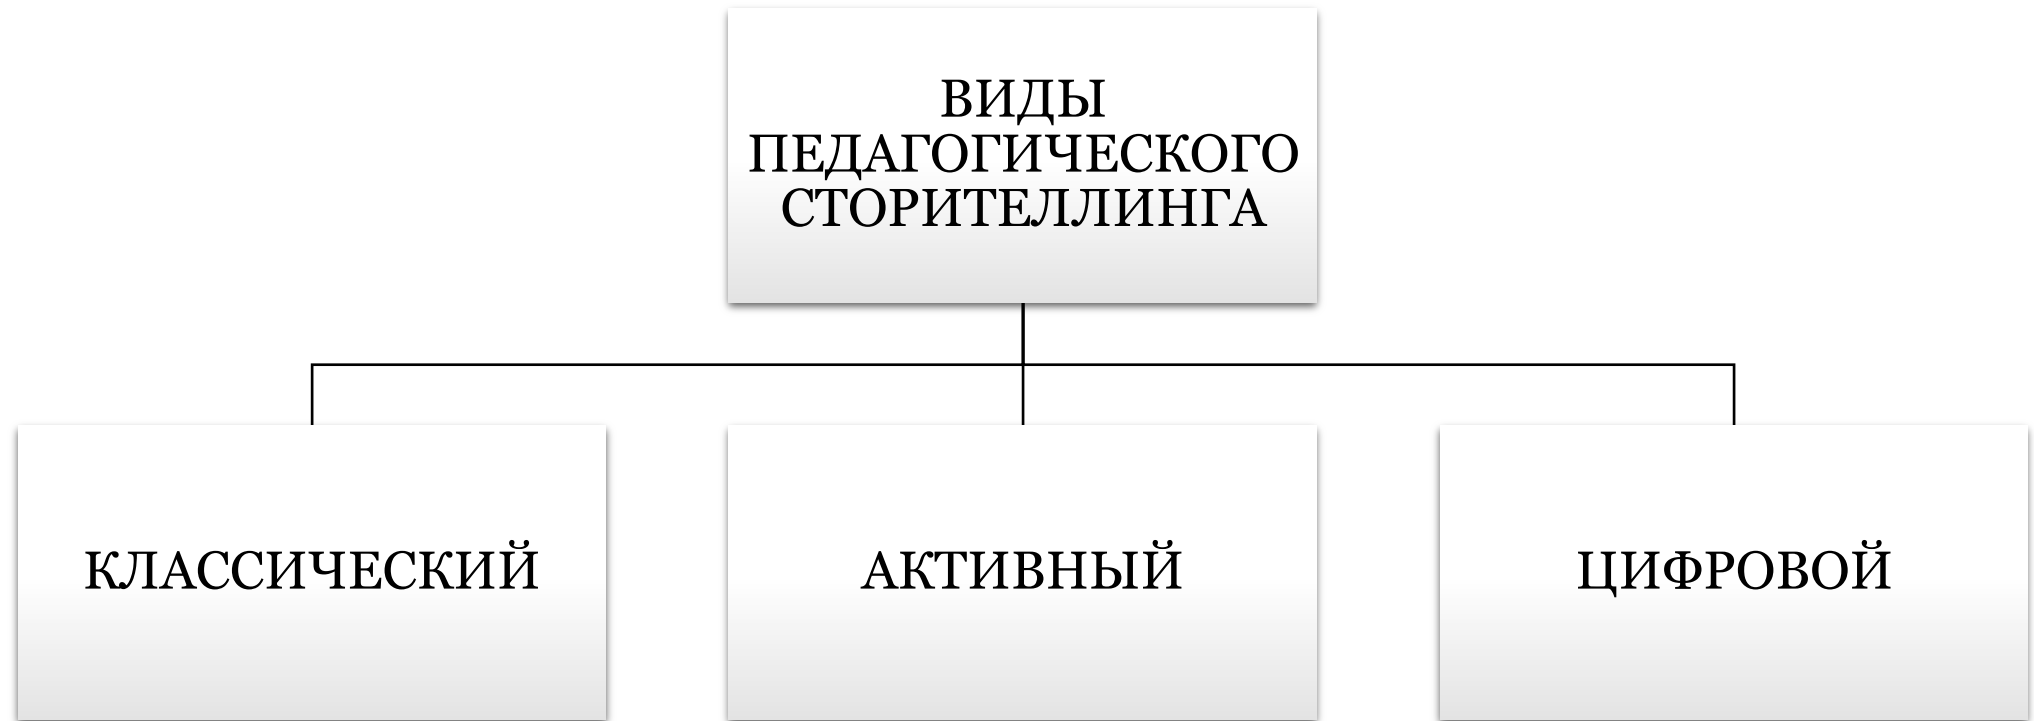 ВИДЫ
ПЕДАГОГИЧЕСКОГО
СТОРИТЕЛЛИНГА
КЛАССИЧЕСКИЙ
АКТИВНЫЙ
ЦИФРОВОЙ